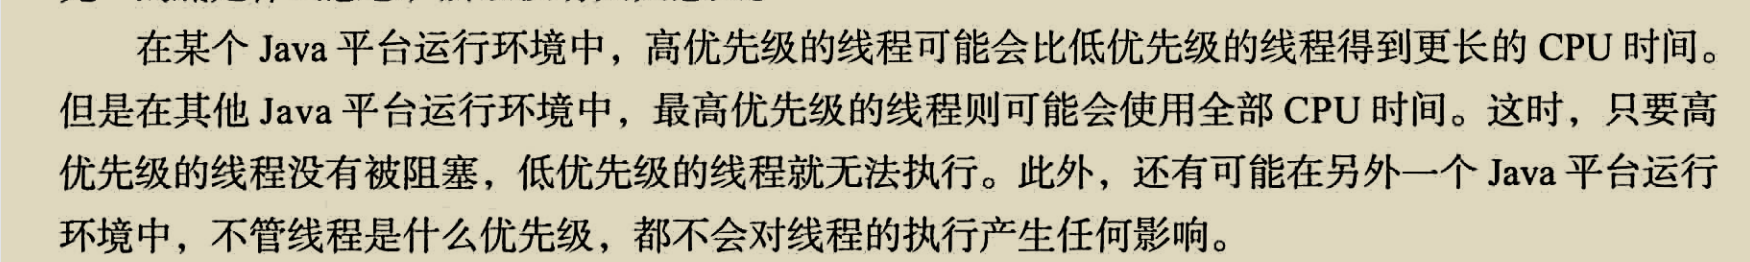 在某个 Java 平台运行环境中，高优先级的线程可能会比低优先级的线程得到更长的 CPU 时间。
但是在其他 Java 平台运行环境中，最高优先级的线程则可能会使用全部 CPU 时间。这时，只要高
优先级的线程没有被阻塞，低优先级的线程就无法执行。此外，还有可能在另外一个 Java 平台运行
环境中，不管线程是什么优先级，都不会对线程的执行产生任何影响。